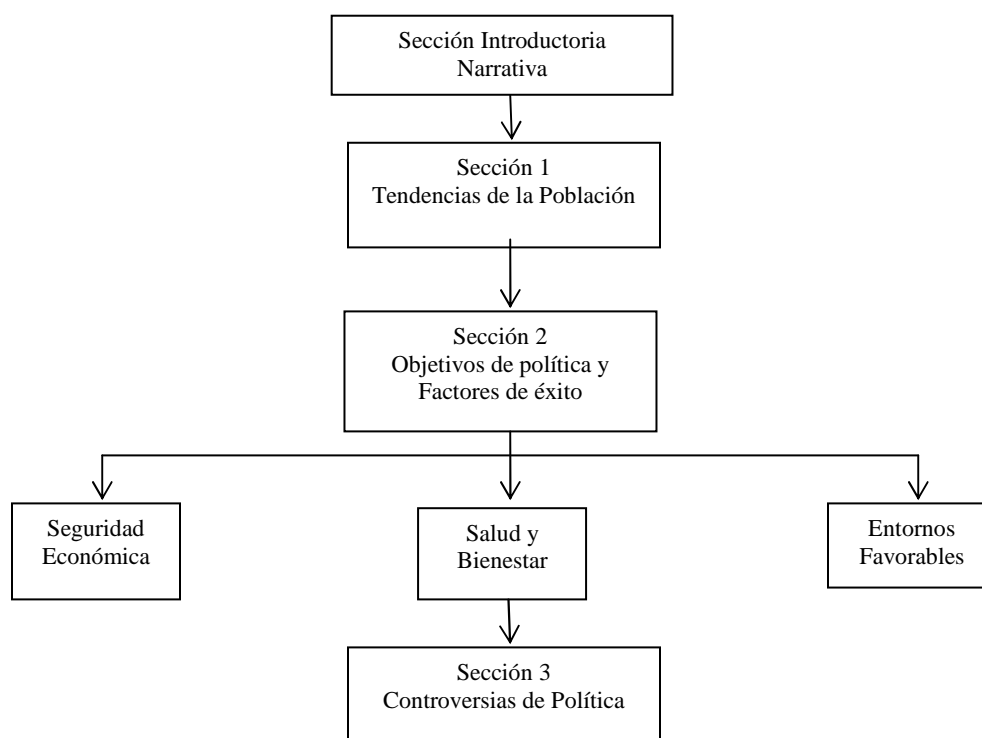 Sección Introductoria
Narrativa
Sección 1
Tendencias de la Población
Sección 2
Objetivos de política y
Factores de éxito
Seguridad
Económica
Salud y
Bienestar
Entornos
Favorables
Sección 3
Controversias de Política